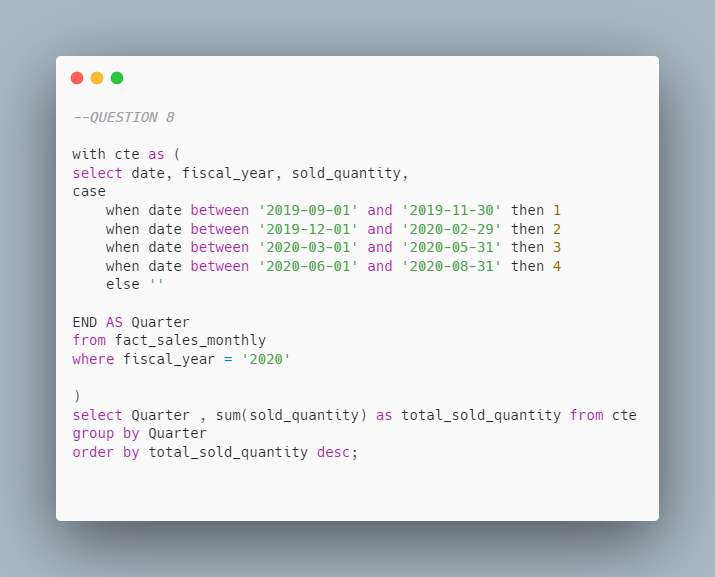 --QUESTION 8
with cte as (
select date, fiscal_year, sold_quantity,
case
    when date between '2019-09-01' and '2019-11-30' then 1
    when date between '2019-12-01' and '2020-02-29' then 2
    when date between '2020-03-01' and '2020-05-31' then 3
    when date between '2020-06-01' and '2020-08-31' then 4
    else ''
END AS Quarter
from fact_sales_monthly
where fiscal_year = '2020'
)
select Quarter , sum(sold_quantity) as total_sold_quantity from cte
group by Quarter
order by total_sold_quantity desc;